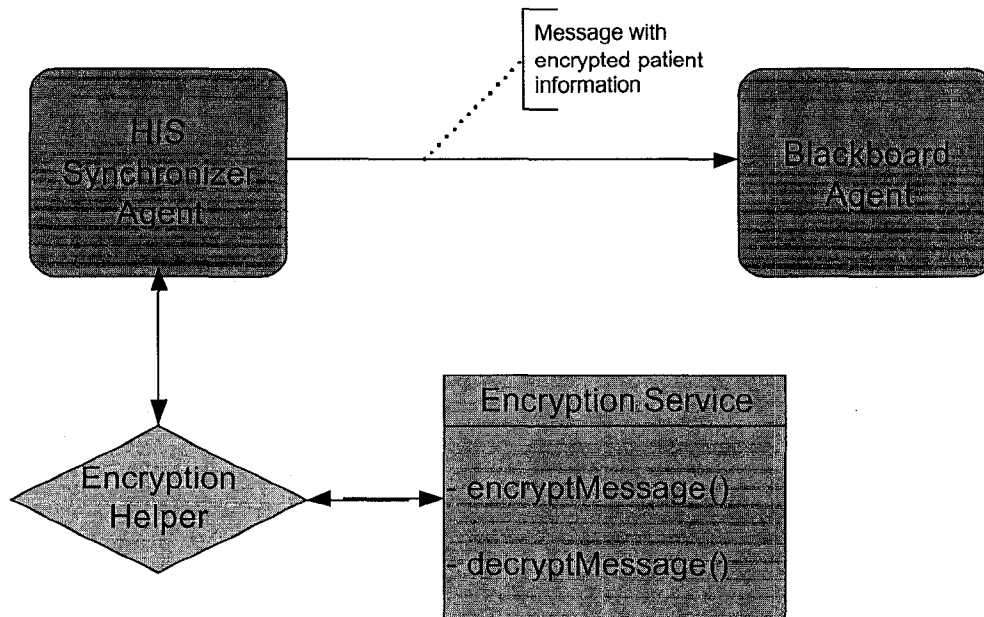 Message with
encrypted patient
information
HIS
Synchronizer
Agent
Blackboard
Agent
Encryption
Helper
Encryption Service
- encryptMessage()
- decryptMessage()